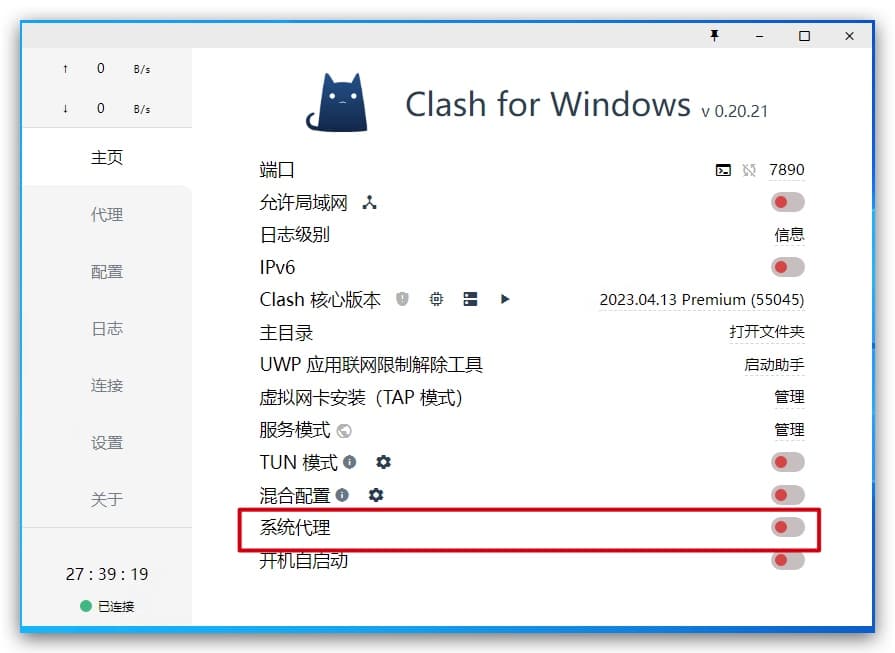 ↑ 0 B/s
↓ 0 B/s
主页
代理
配置
日志
连接
设置
关于
27 : 39 : 19
已连接
Clash for Windows v 0.20.21
端口 7890
允许局域网
日志级别 信息
IPv6
Clash 核心版本 2023.04.13 Premium (55045)
主目录 打开文件夹
UWP 应用联网限制解除工具 启动助手
虚拟网卡安装（TAP 模式） 管理
服务模式 管理
TUN 模式
混合配置
系统代理
开机自启动